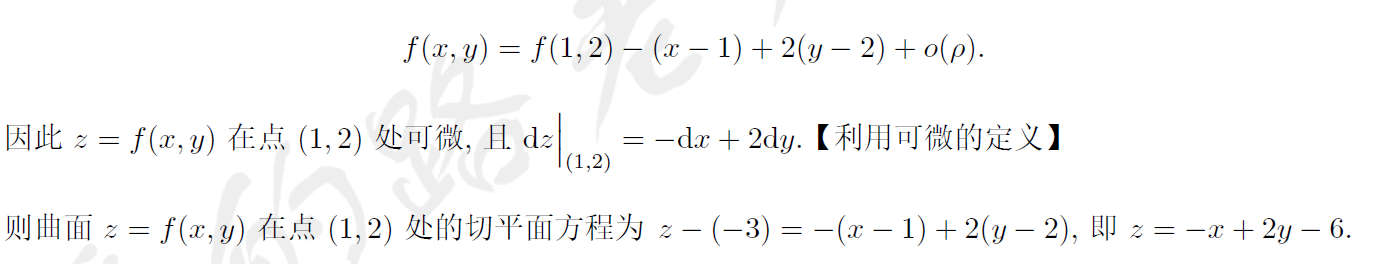 f(x, y) = f(1, 2) − (x − 1) + 2(y − 2) + o(ρ).
因此 z = f(x, y) 在点 (1, 2) 处可微, 且 dz|_{(1,2)} = −dx + 2dy.【利用可微的定义】
则曲面 z = f(x, y) 在点 (1, 2) 处的切平面方程为 z − (−3) = −(x − 1) + 2(y − 2), 即 z = −x + 2y − 6.